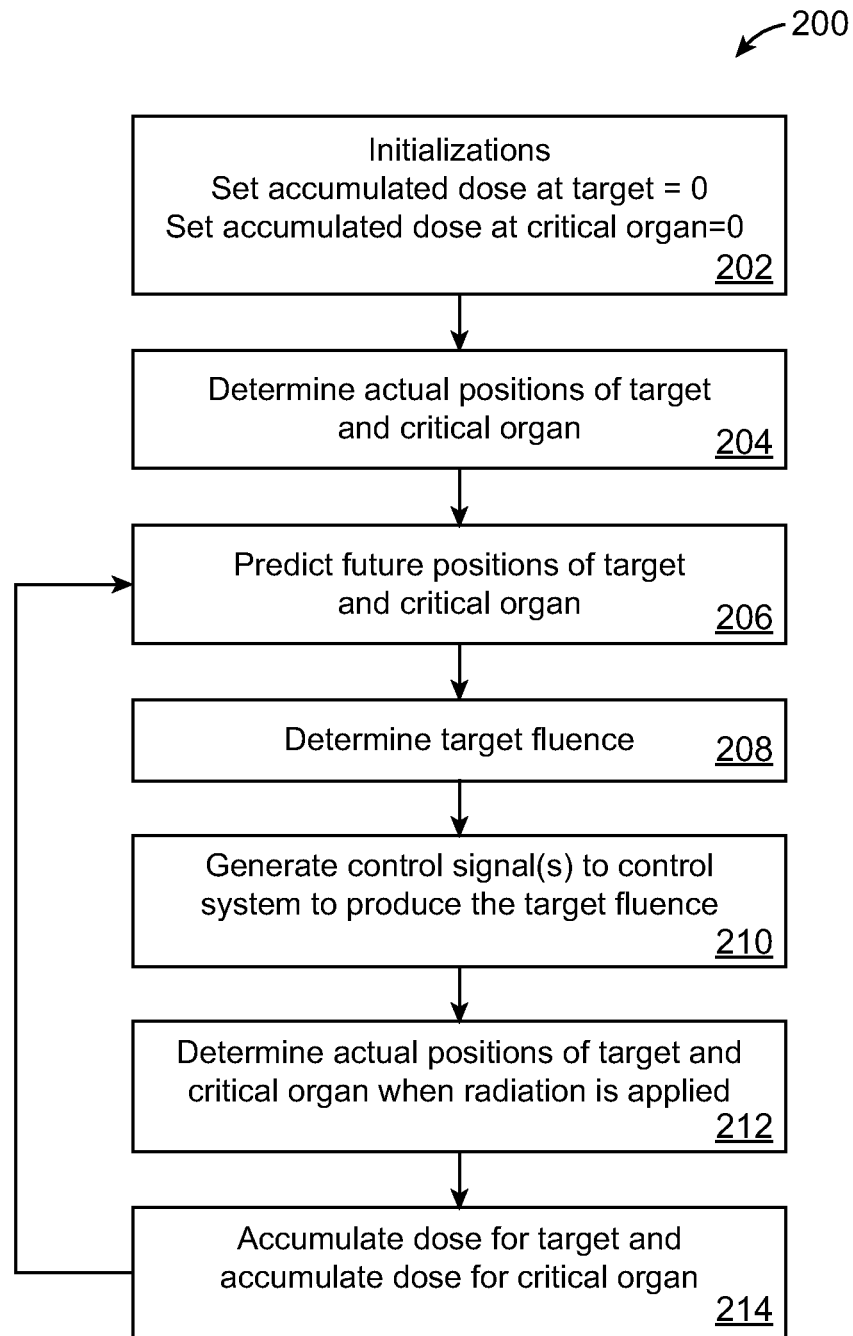 200
Initializations
Set accumulated dose at target = 0
Set accumulated dose at critical organ=0
202
Determine actual positions of target
and critical organ
204
Predict future positions of target
and critical organ
206
Determine target fluence
208
Generate control signal(s) to control
system to produce the target fluence
210
Determine actual positions of target and
critical organ when radiation is applied
212
Accumulate dose for target and
accumulate dose for critical organ
214